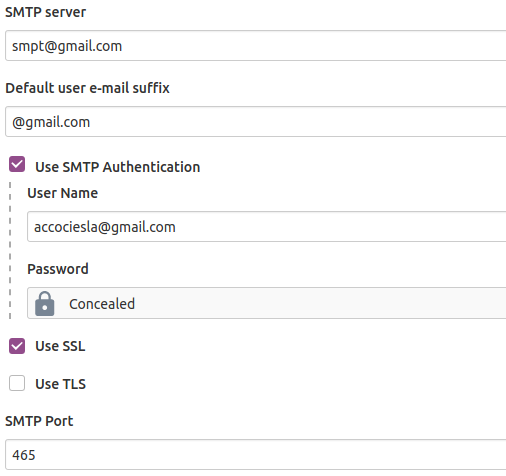 SMTP server
smpt@gmail.com
Default user e-mail suffix
@gmail.com
Use SMTP Authentication
User Name
accociesla@gmail.com
Password
Concealed
Use SSL
Use TLS
SMTP Port
465